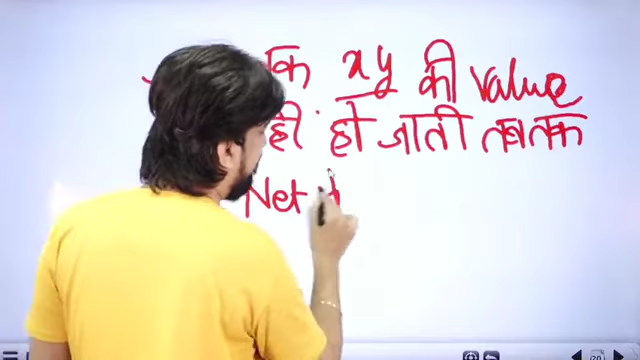 कि xy की value
ही हो जाती तबतक
Net